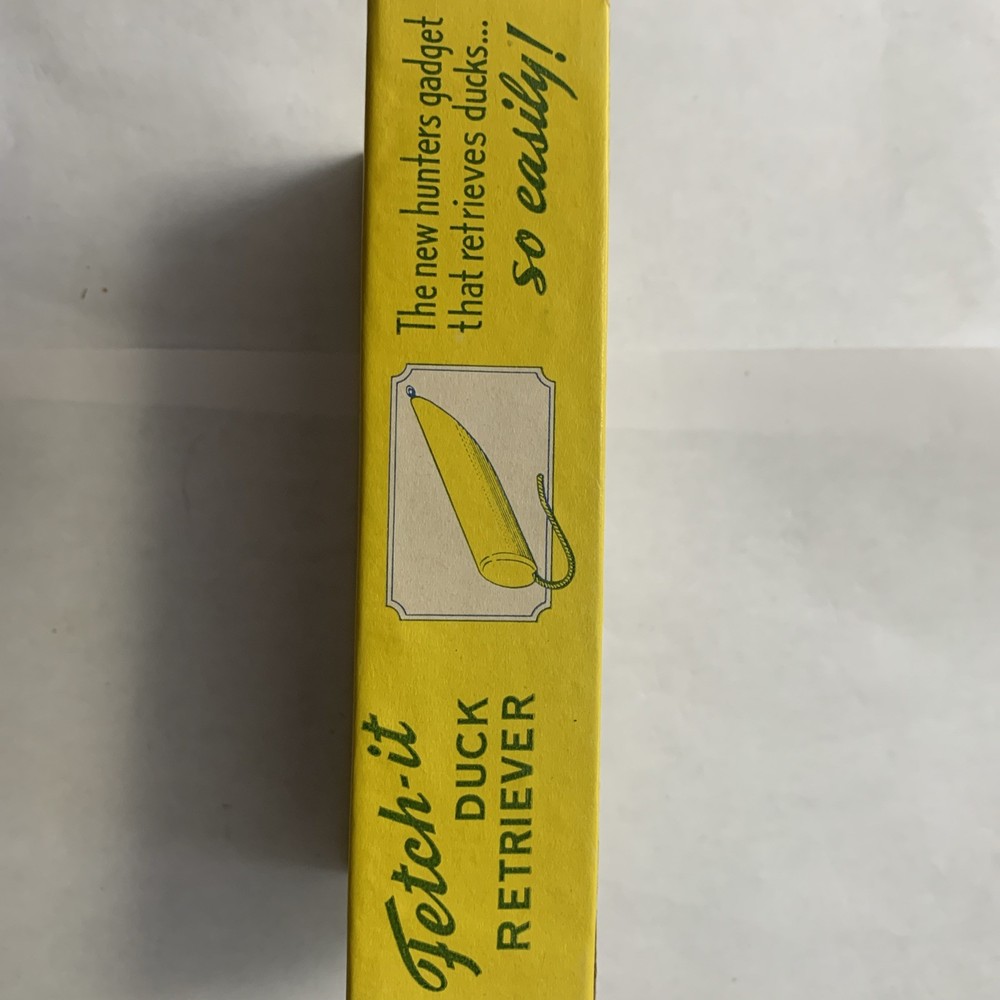 Fetch-it
DUCK
RETRIEVER
The new hunters gadget
that retrieves ducks...
so easily!